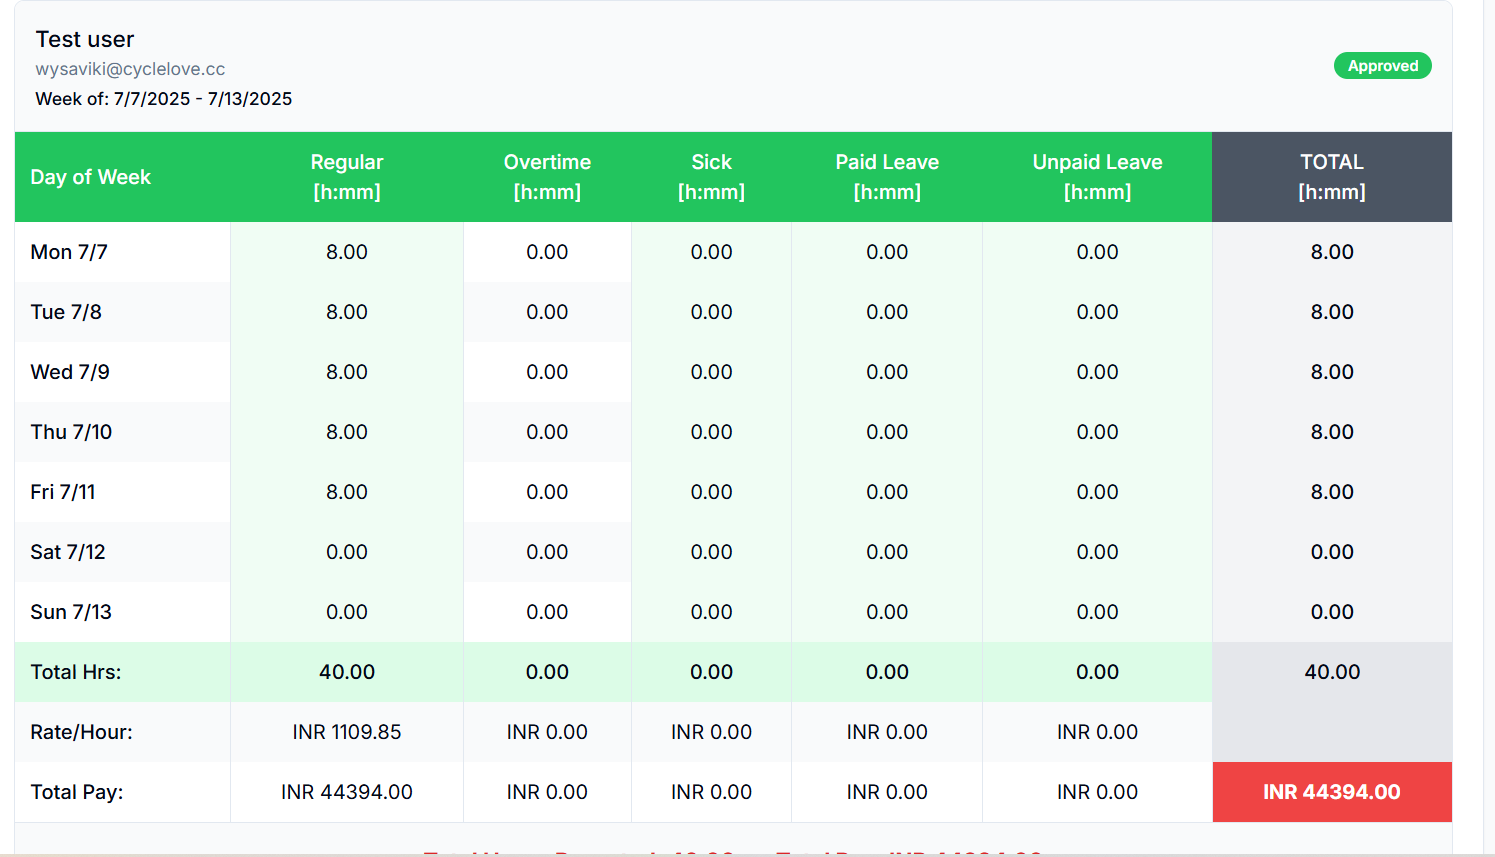 Test user
wysaviki@cyclelove.cc
Approved
Week of: 7/7/2025 - 7/13/2025
Day of Week Regular [h:mm] Overtime [h:mm] Sick [h:mm] Paid Leave [h:mm] Unpaid Leave [h:mm] TOTAL [h:mm]
Mon 7/7 8.00 0.00 0.00 0.00 0.00 8.00
Tue 7/8 8.00 0.00 0.00 0.00 0.00 8.00
Wed 7/9 8.00 0.00 0.00 0.00 0.00 8.00
Thu 7/10 8.00 0.00 0.00 0.00 0.00 8.00
Fri 7/11 8.00 0.00 0.00 0.00 0.00 8.00
Sat 7/12 0.00 0.00 0.00 0.00 0.00 0.00
Sun 7/13 0.00 0.00 0.00 0.00 0.00 0.00
Total Hrs: 40.00 0.00 0.00 0.00 0.00 40.00
Rate/Hour: INR 1109.85 INR 0.00 INR 0.00 INR 0.00 INR 0.00
Total Pay: INR 44394.00 INR 0.00 INR 0.00 INR 0.00 INR 0.00 INR 44394.00